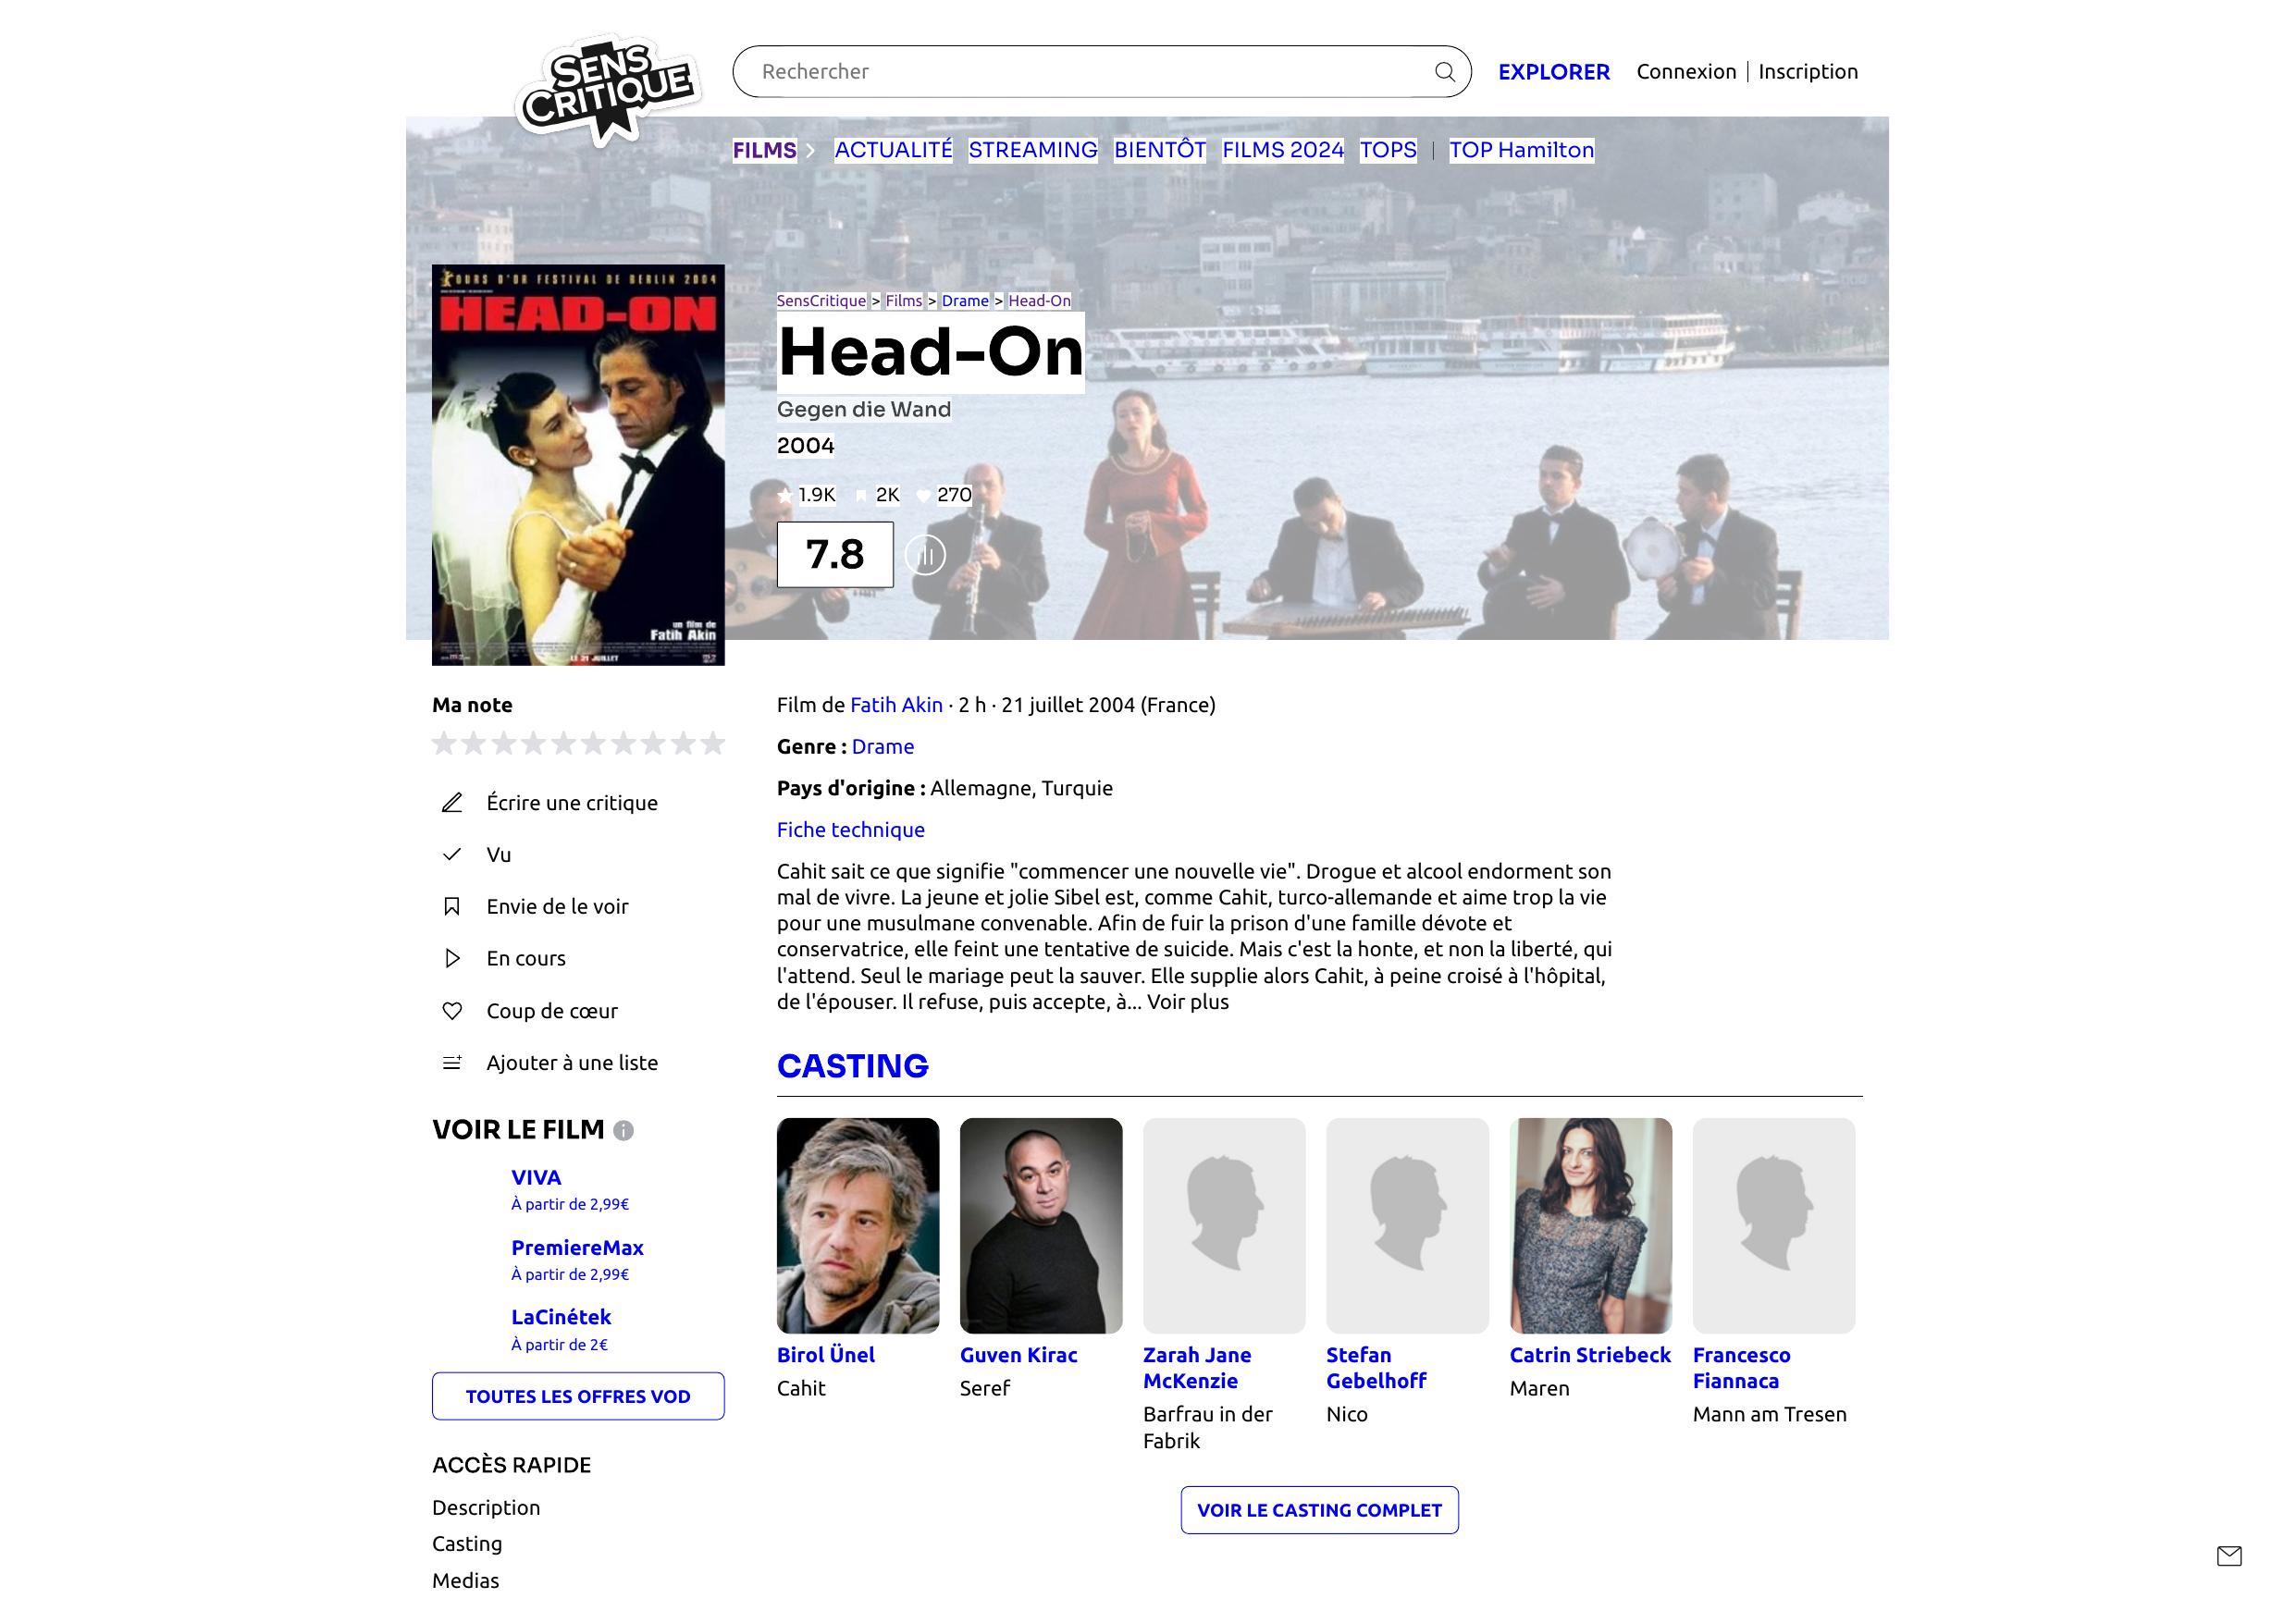 SENS CRITIQUE
Rechercher
EXPLORER
Connexion | Inscription
FILMS
ACTUALITÉ
STREAMING
BIENTÔT
FILMS 2024
TOPS
TOP Hamilton
OURS D'OR FESTIVAL DE BERLIN 2004
HEAD-ON
un film de
Fatih Akin
LE 21 JUILLET
SensCritique > Films > Drame > Head-On
Head-On
Gegen die Wand
2004
1.9K 2K 270
7.8
Ma note
Écrire une critique
Vu
Envie de le voir
En cours
Coup de cœur
Ajouter à une liste
VOIR LE FILM
VIVA
À partir de 2,99€
PremiereMax
À partir de 2,99€
LaCinétek
À partir de 2€
TOUTES LES OFFRES VOD
ACCÈS RAPIDE
Description
Casting
Medias
Film de Fatih Akin · 2 h · 21 juillet 2004 (France)
Genre : Drame
Pays d'origine : Allemagne, Turquie
Fiche technique
Cahit sait ce que signifie "commencer une nouvelle vie". Drogue et alcool endorment son
mal de vivre. La jeune et jolie Sibel est, comme Cahit, turco-allemande et aime trop la vie
pour une musulmane convenable. Afin de fuir la prison d'une famille dévote et
conservatrice, elle feint une tentative de suicide. Mais c'est la honte, et non la liberté, qui
l'attend. Seul le mariage peut la sauver. Elle supplie alors Cahit, à peine croisé à l'hôpital,
de l'épouser. Il refuse, puis accepte, à... Voir plus
CASTING
Birol Ünel
Cahit
Guven Kirac
Seref
Zarah Jane
McKenzie
Barfrau in der
Fabrik
Stefan
Gebelhoff
Nico
Catrin Striebeck
Maren
Francesco
Fiannaca
Mann am Tresen
VOIR LE CASTING COMPLET